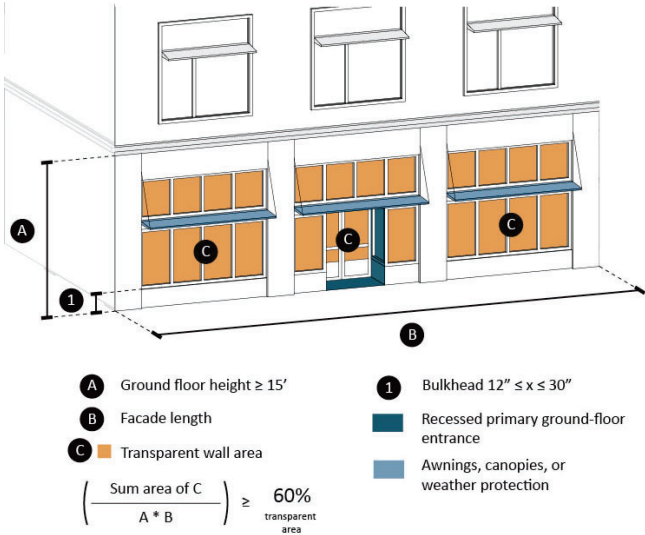 A
C
C
C
1
B
A Ground floor height ≥ 15’
B Facade length
C Transparent wall area
( Sum area of C / A * B ) ≥ 60%
transparent
area
1 Bulkhead 12” ≤ x ≤ 30”
Recessed primary ground-floor
entrance
Awnings, canopies, or
weather protection